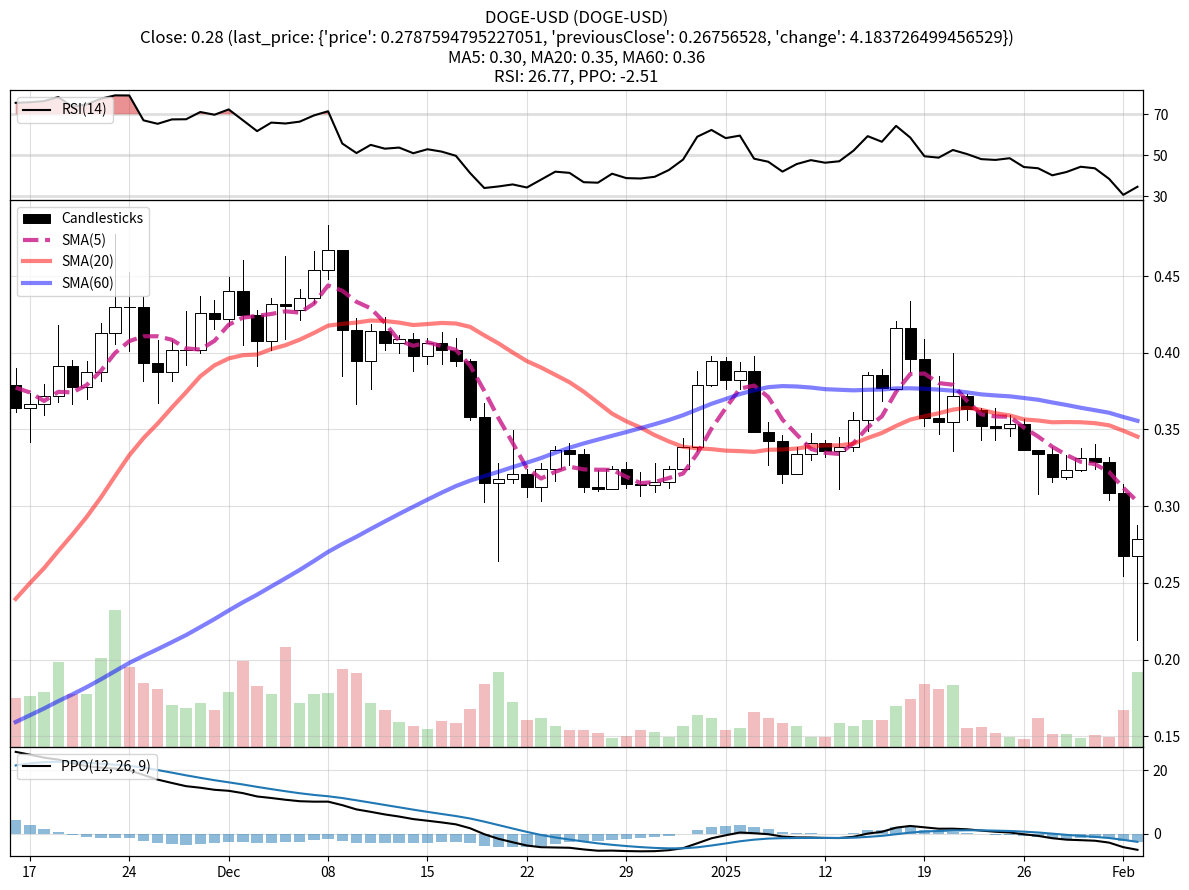 DOGE-USD (DOGE-USD)
Close: 0.28 (last_price: {'price': 0.2787594795227051, 'previousClose': 0.26756528, 'change': 4.183726499456529})
MA5: 0.30, MA20: 0.35, MA60: 0.36
RSI: 26.77, PPO: -2.51
RSI(14)
70
50
30
Candlesticks
SMA(5)
SMA(20)
SMA(60)
0.45
0.40
0.35
0.30
0.25
0.20
0.15
PPO(12, 26, 9)
20
0
17 24 Dec 08 15 22 29 2025 12 19 26 Feb